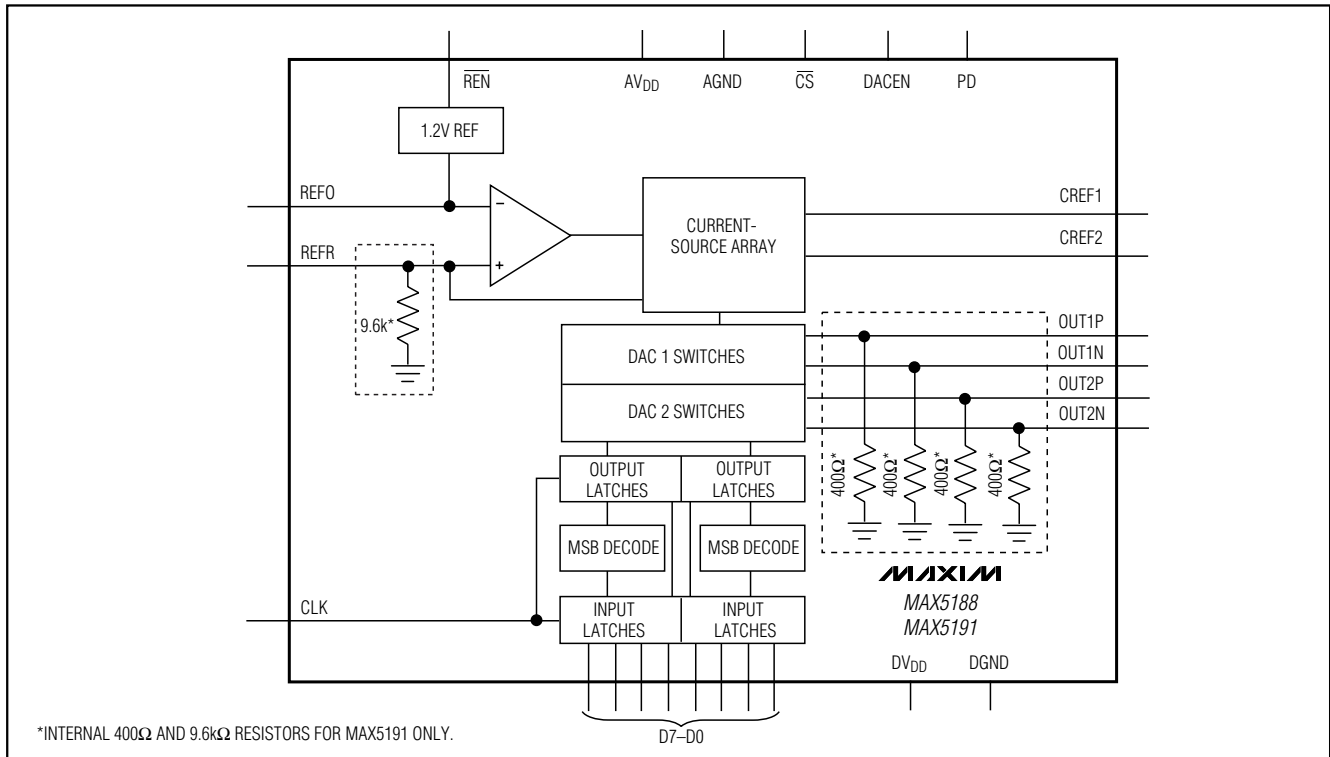 R̅E̅N̅
AVDD
AGND
C̅S̅
DACEN
PD
1.2V REF
REFO
REFR
−
+
9.6k*
CURRENT-
SOURCE ARRAY
CREF1
CREF2
DAC 1 SWITCHES
DAC 2 SWITCHES
OUT1P
OUT1N
OUT2P
OUT2N
400Ω*
400Ω*
400Ω*
400Ω*
OUTPUT
LATCHES
OUTPUT
LATCHES
MSB DECODE
MSB DECODE
INPUT
LATCHES
INPUT
LATCHES
CLK
MAXIM
MAX5188
MAX5191
DVDD
DGND
D7–D0
*INTERNAL 400Ω AND 9.6kΩ RESISTORS FOR MAX5191 ONLY.